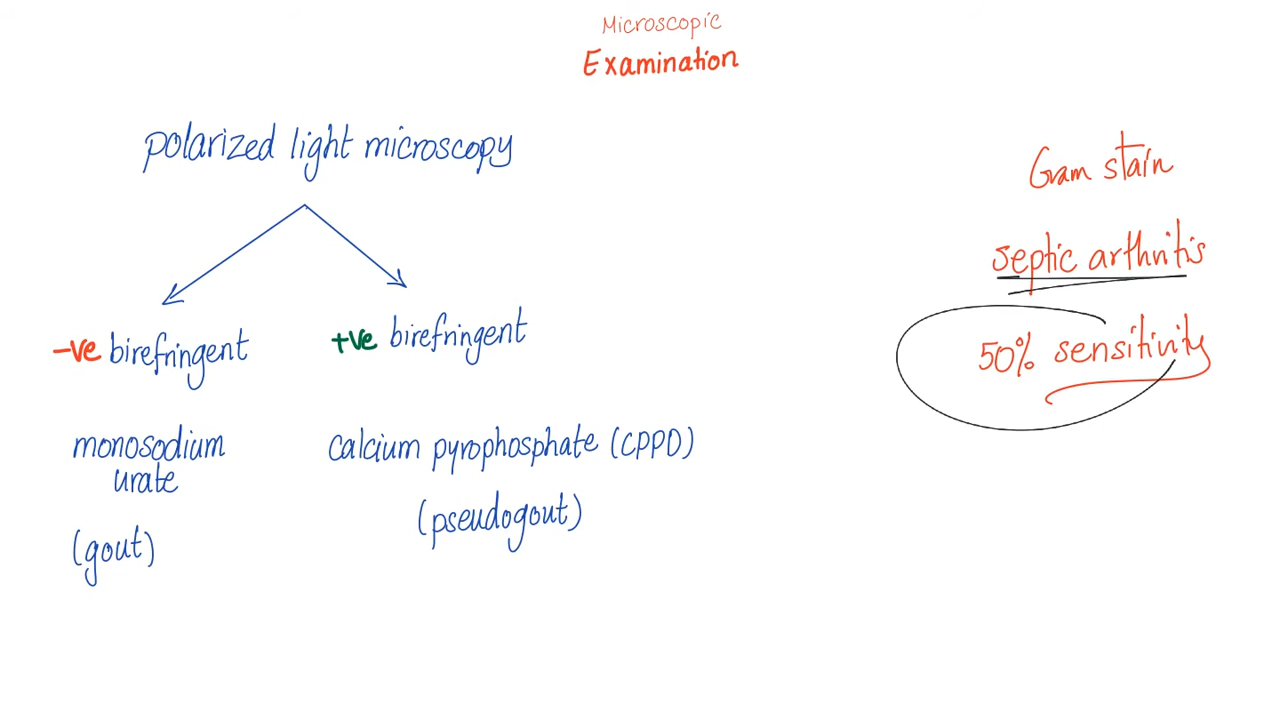 Microscopic
Examination
polarized light microscopy
-ve birefringent
monosodium
urate
(gout)
+ve birefringent
Calcium pyrophosphate (CPPD)
(pseudogout)
Gram stain
septic arthritis
50% sensitivity